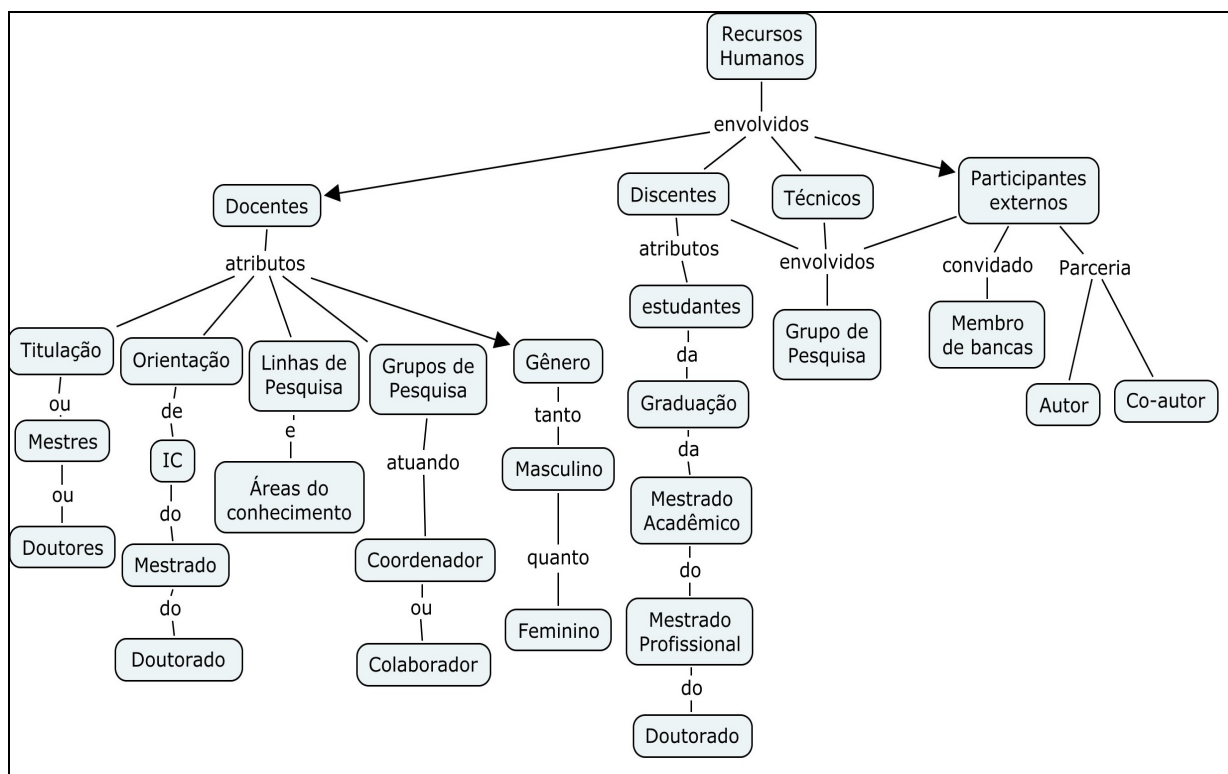 Recursos
Humanos
envolvidos
Docentes
Discentes
Técnicos
Participantes
externos
atributos
atributos
envolvidos
convidado
Parceria
Titulação
Orientação
Linhas de
Pesquisa
Grupos de
Pesquisa
Gênero
estudantes
Grupo de
Pesquisa
Membro
de bancas
Autor
Co-autor
ou
de
e
atuando
tanto
da
Mestres
IC
Áreas do
conhecimento
Masculino
Graduação
ou
do
da
Doutores
Mestrado
Coordenador
quanto
Mestrado
Acadêmico
do
ou
do
Doutorado
Colaborador
Feminino
Mestrado
Profissional
do
Doutorado